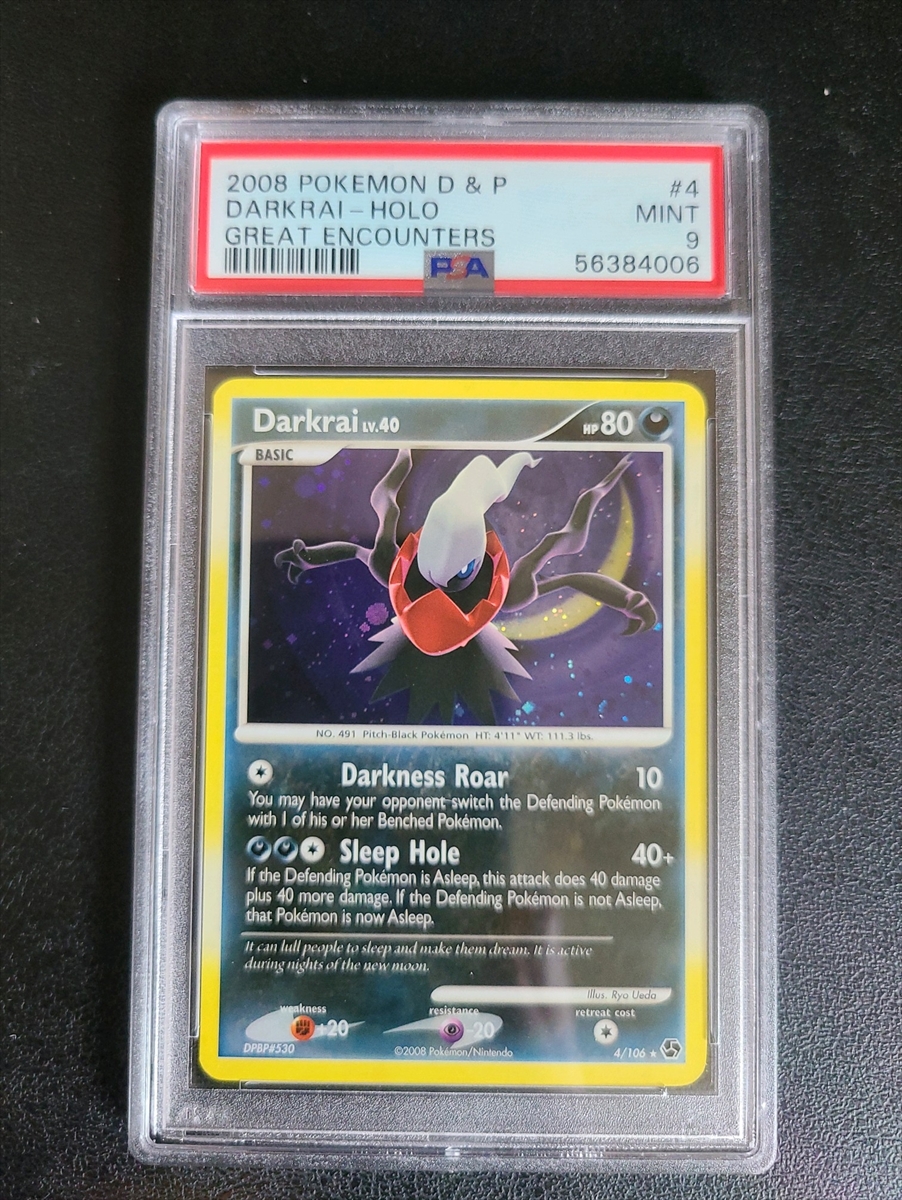 2008 POKEMON D & P #4
DARKRAI-HOLO MINT
GREAT ENCOUNTERS 9
PSA 56384006
Darkrai LV.40 HP 80
BASIC
NO. 491 Pitch-Black Pokémon HT: 4'11" WT: 111.3 lbs.
Darkness Roar 10
You may have your opponent switch the Defending Pokémon
with 1 of his or her Benched Pokémon.
Sleep Hole 40+
If the Defending Pokémon is Asleep, this attack does 40 damage
plus 40 more damage. If the Defending Pokémon is not Asleep,
that Pokémon is now Asleep.
It can lull people to sleep and make them dream. It is active
during nights of the new moon.
Illus. Ryo Ueda
weakness resistance retreat cost
+20 -20
DPBP#530 ©2008 Pokémon/Nintendo 4/106